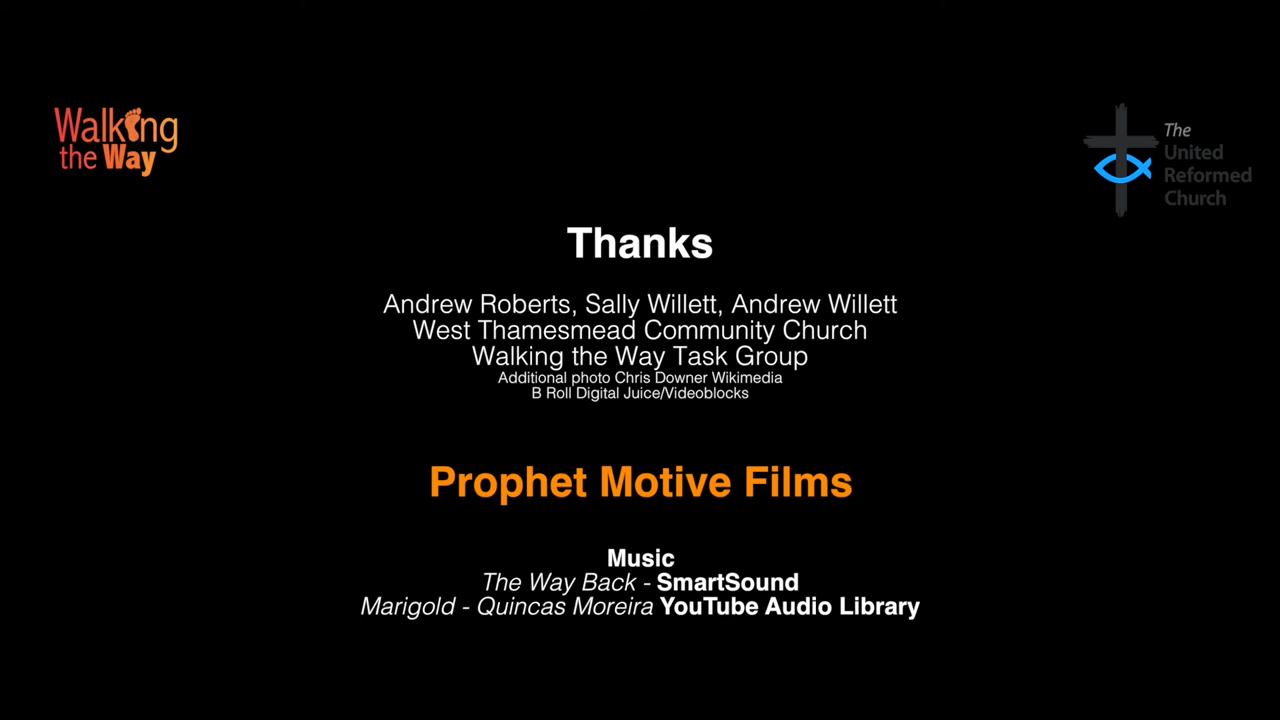 Walking
the Way
The
United
Reformed
Church
Thanks
Andrew Roberts, Sally Willett, Andrew Willett
West Thamesmead Community Church
Walking the Way Task Group
Additional photo Chris Downer Wikimedia
B Roll Digital Juice/Videoblocks
Prophet Motive Films
Music
The Way Back - SmartSound
Marigold - Quincas Moreira YouTube Audio Library